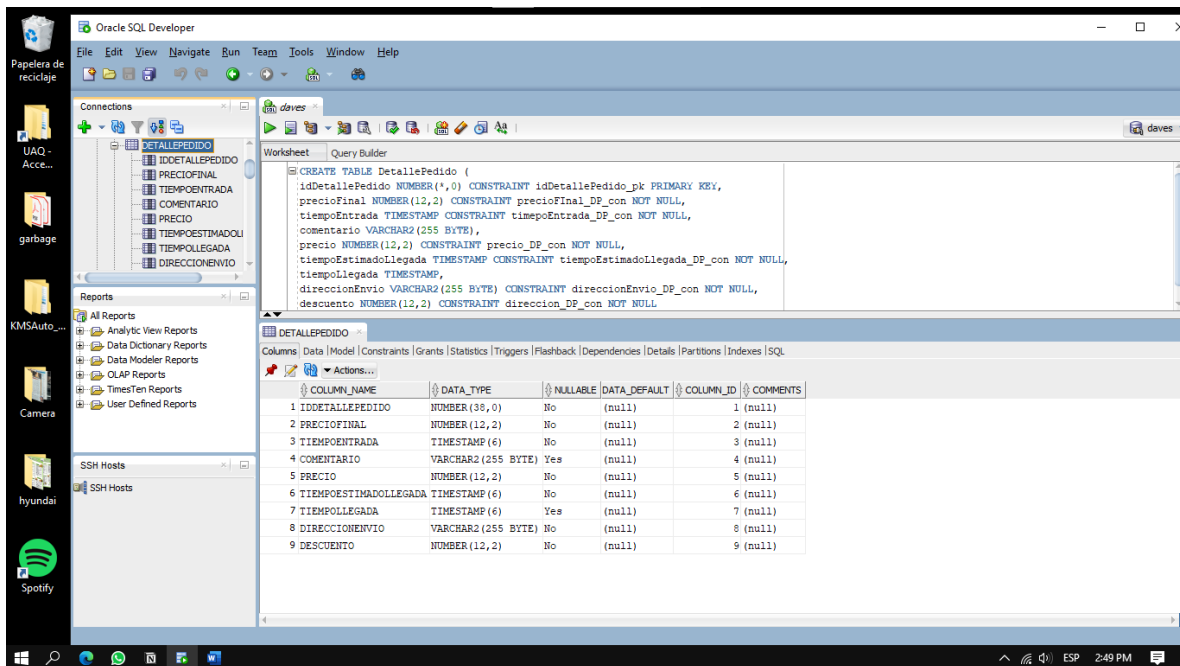 Oracle SQL Developer
File Edit View Navigate Run Team Tools Window Help
Papelera de reciclaje
UAQ - Acce...
garbage
KMSAuto_...
Camera
hyundai
Spotify
Connections
DETALLEPEDIDO
IDDETALLEPEDIDO
PRECIOFINAL
TIEMPOENTRADA
COMENTARIO
PRECIO
TIEMPOESTIMADOLL
TIEMPOLLEGADA
DIRECCIONENVIO
Reports
All Reports
Analytic View Reports
Data Dictionary Reports
Data Modeler Reports
OLAP Reports
TimesTen Reports
User Defined Reports
SSH Hosts
SSH Hosts
daves
daves
Worksheet Query Builder
CREATE TABLE DetallePedido (
idDetallePedido NUMBER(*,0) CONSTRAINT idDetallePedido_pk PRIMARY KEY,
precioFinal NUMBER(12,2) CONSTRAINT precioFInal_DP_con NOT NULL,
tiempoEntrada TIMESTAMP CONSTRAINT timepoEntrada_DP_con NOT NULL,
comentario VARCHAR2(255 BYTE),
precio NUMBER(12,2) CONSTRAINT precio_DP_con NOT NULL,
tiempoEstimadoLlegada TIMESTAMP CONSTRAINT tiempoEstimadoLlegada_DP_con NOT NULL,
tiempoLlegada TIMESTAMP,
direccionEnvio VARCHAR2(255 BYTE) CONSTRAINT direccionEnvio_DP_con NOT NULL,
descuento NUMBER(12,2) CONSTRAINT direccion_DP_con NOT NULL
DETALLEPEDIDO
Columns Data Model Constraints Grants Statistics Triggers Flashback Dependencies Details Partitions Indexes SQL
Actions...
COLUMN_NAME DATA_TYPE NULLABLE DATA_DEFAULT COLUMN_ID COMMENTS
1 IDDETALLEPEDIDO NUMBER(38,0) No (null) 1 (null)
2 PRECIOFINAL NUMBER(12,2) No (null) 2 (null)
3 TIEMPOENTRADA TIMESTAMP(6) No (null) 3 (null)
4 COMENTARIO VARCHAR2(255 BYTE) Yes (null) 4 (null)
5 PRECIO NUMBER(12,2) No (null) 5 (null)
6 TIEMPOESTIMADOLLEGADA TIMESTAMP(6) No (null) 6 (null)
7 TIEMPOLLEGADA TIMESTAMP(6) Yes (null) 7 (null)
8 DIRECCIONENVIO VARCHAR2(255 BYTE) No (null) 8 (null)
9 DESCUENTO NUMBER(12,2) No (null) 9 (null)
ESP 2:49 PM